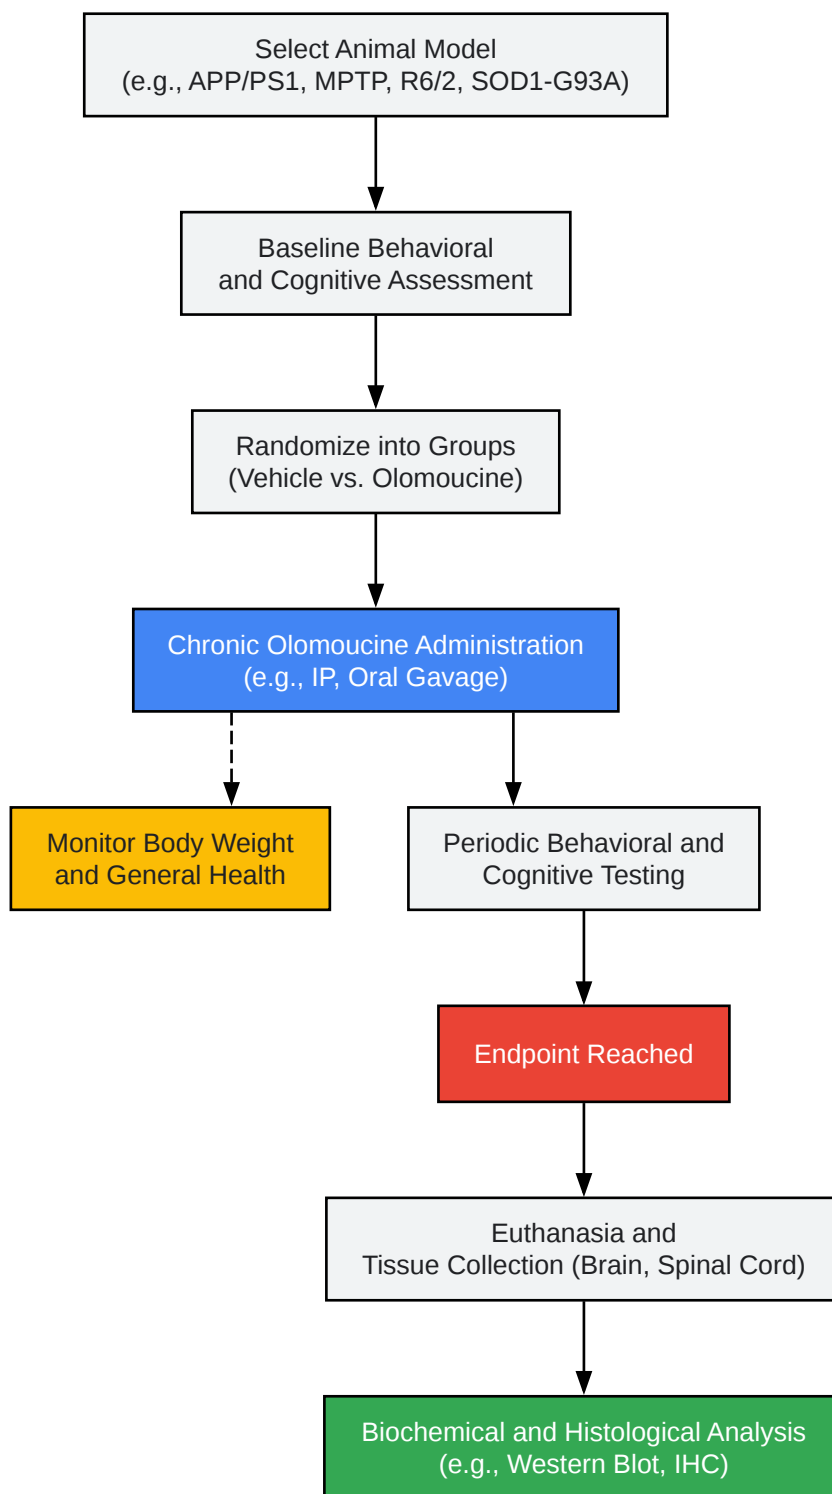 Select Animal Model
(e.g., APP/PS1, MPTP, R6/2, SOD1-G93A)
Baseline Behavioral
and Cognitive Assessment
Randomize into Groups
(Vehicle vs. Olomoucine)
Chronic Olomoucine Administration
(e.g., IP, Oral Gavage)
Monitor Body Weight
and General Health
Periodic Behavioral and
Cognitive Testing
Endpoint Reached
Euthanasia and
Tissue Collection (Brain, Spinal Cord)
Biochemical and Histological Analysis
(e.g., Western Blot, IHC)